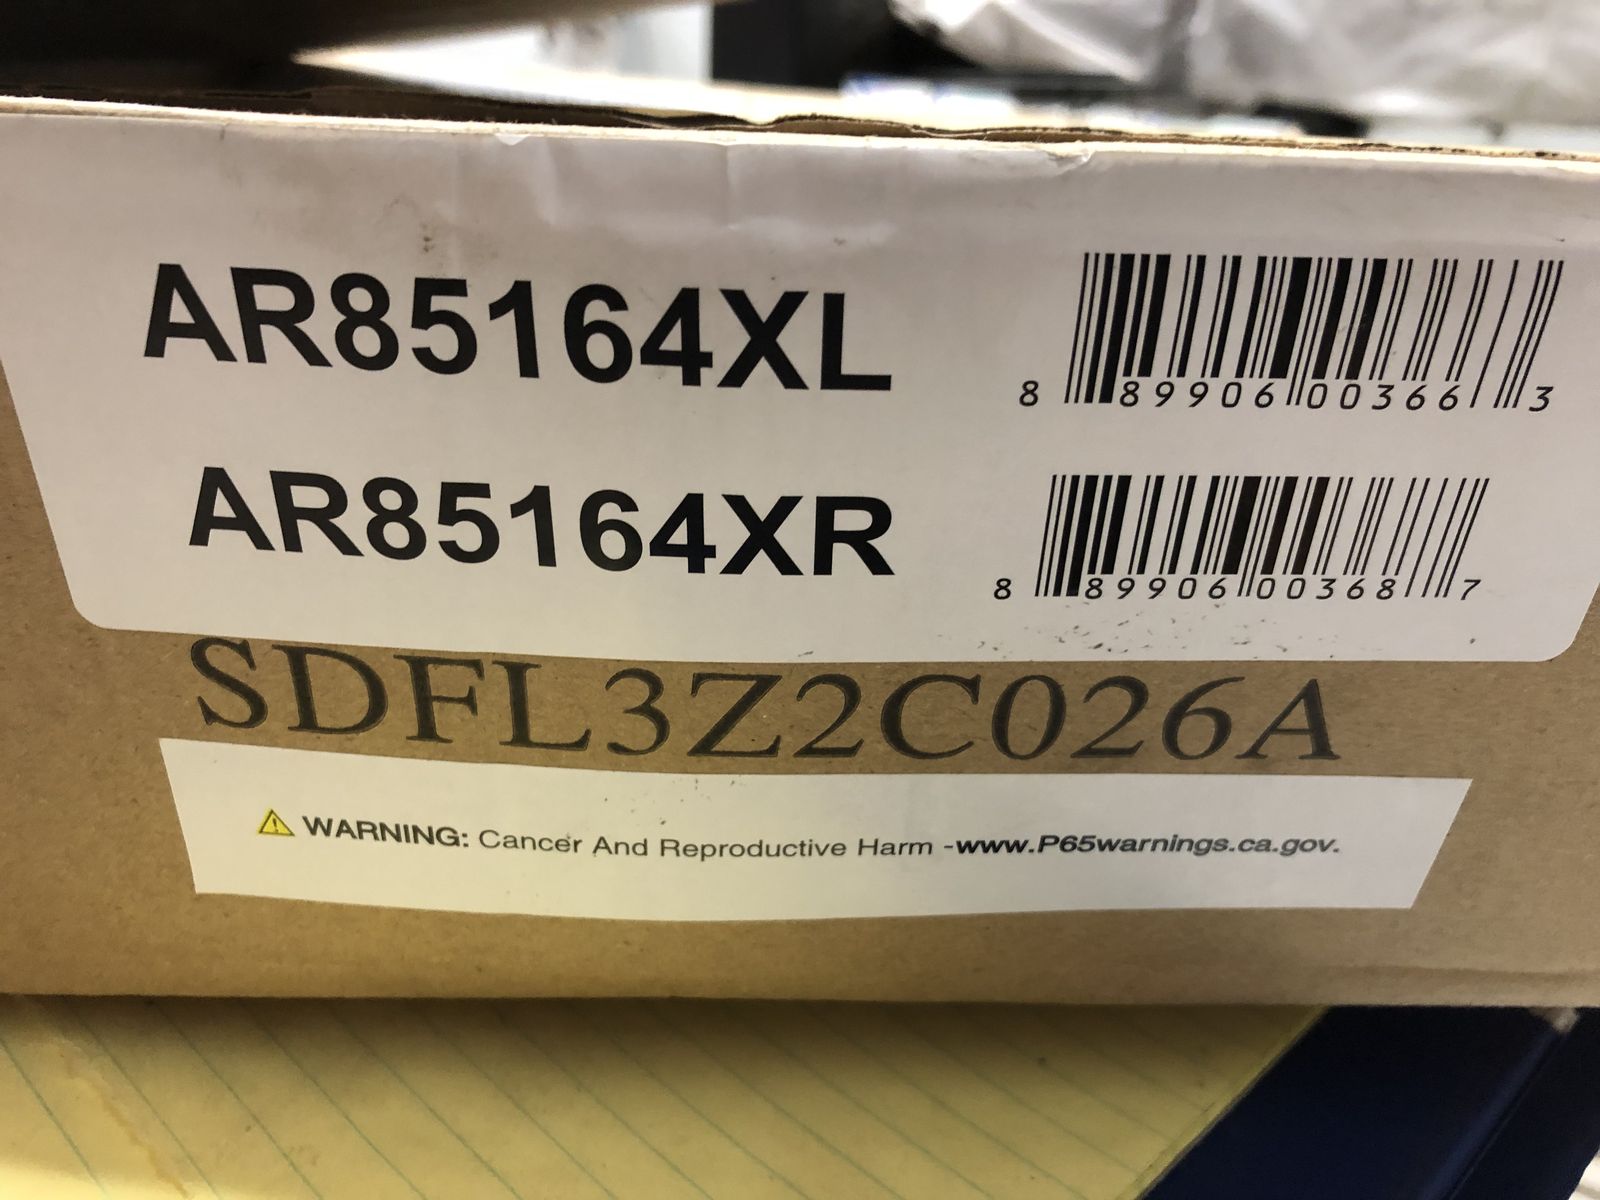 AR85164XL
8 89906 00366 3
AR85164XR
8 89906 00368 7
SDFL3Z2C026A
WARNING: Cancer And Reproductive Harm -www.P65warnings.ca.gov.